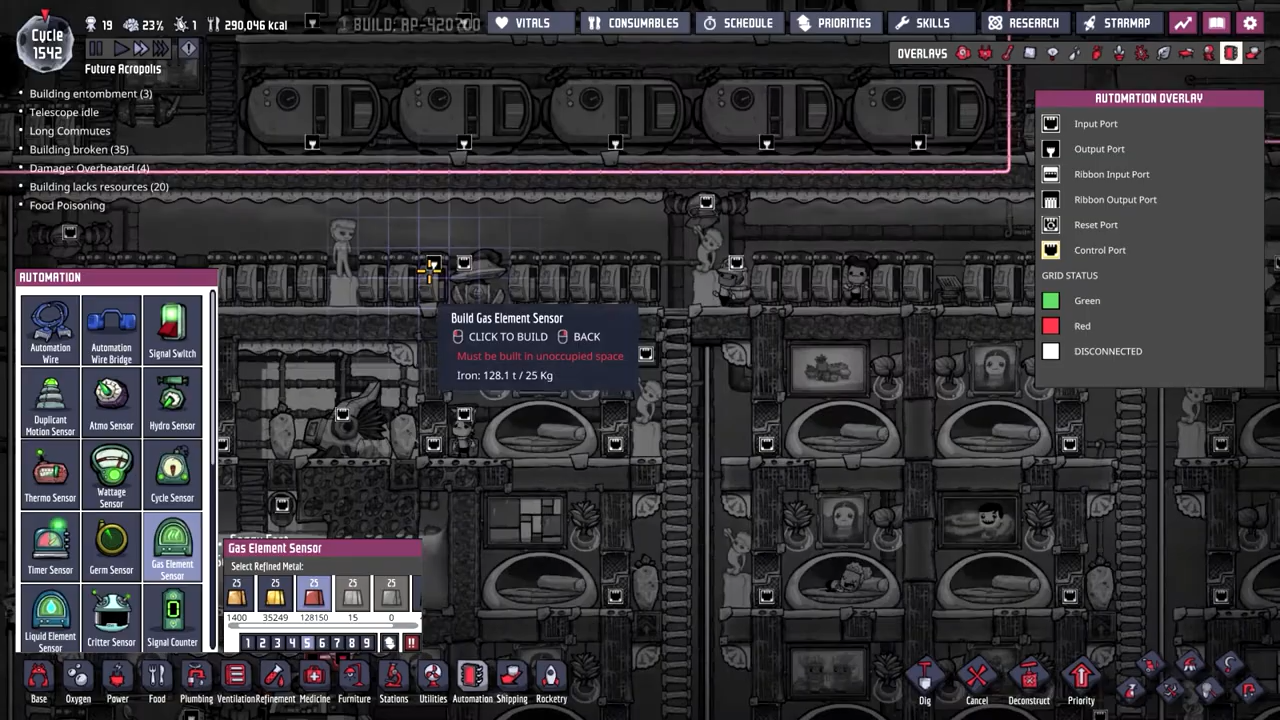 Cycle
1542
19
23%
1
290,046 kcal
BUILD: AP-420700
VITALS
CONSUMABLES
SCHEDULE
PRIORITIES
SKILLS
RESEARCH
STARMAP
Future Acropolis
OVERLAYS
Building entombment (3)
Telescope idle
Long Commutes
Building broken (35)
Damage: Overheated (4)
Building lacks resources (20)
Food Poisoning
AUTOMATION OVERLAY
Input Port
Output Port
Ribbon Input Port
Ribbon Output Port
Reset Port
Control Port
GRID STATUS
Green
Red
DISCONNECTED
AUTOMATION
Automation Wire
Automation Wire Bridge
Signal Switch
Duplicant Motion Sensor
Atmo Sensor
Hydro Sensor
Thermo Sensor
Wattage Sensor
Cycle Sensor
Timer Sensor
Germ Sensor
Gas Element Sensor
Liquid Element Sensor
Critter Sensor
Signal Counter
Build Gas Element Sensor
CLICK TO BUILD BACK
Must be built in unoccupied space
Iron: 128.1 t / 25 Kg
Gas Element Sensor
Select Refined Metal:
25 25 25 25 25
1400 35249 128150 15 0
1 2 3 4 5 6 7 8 9 !!
Base
Oxygen
Power
Food
Plumbing
Ventilation
Refinement
Medicine
Furniture
Stations
Utilities
Automation
Shipping
Rocketry
Dig
Cancel
Deconstruct
Priority